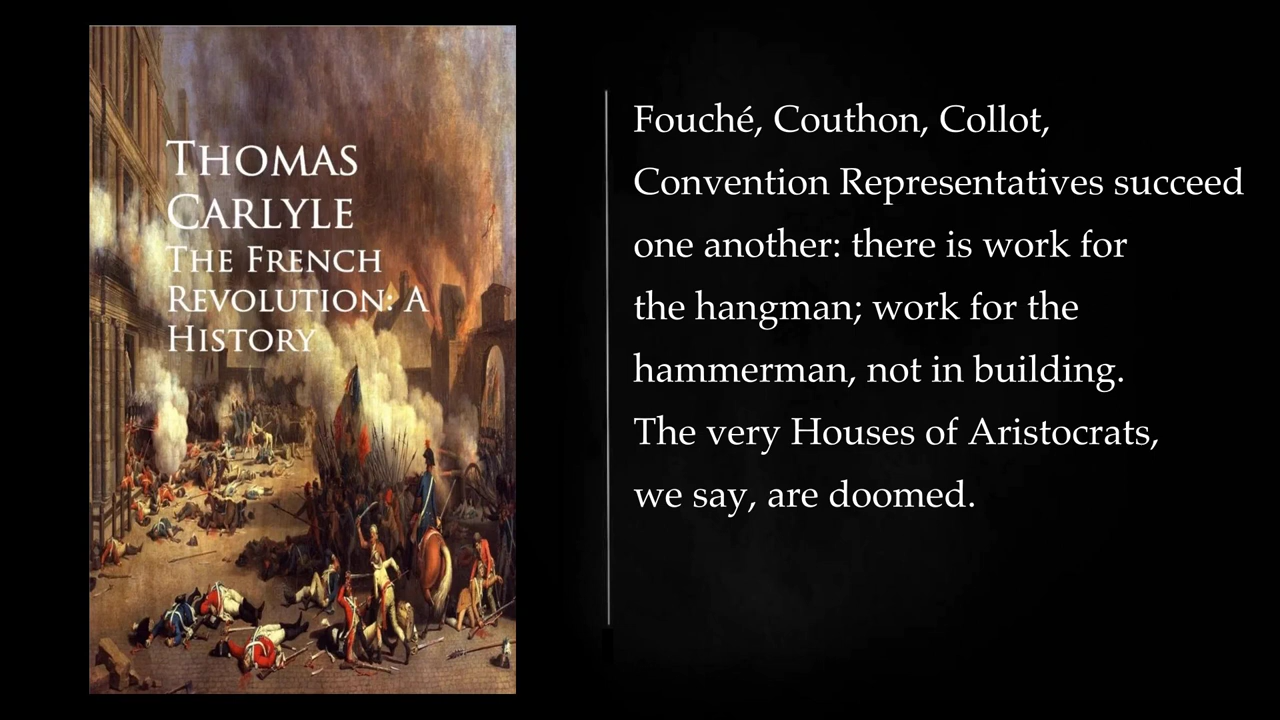 THOMAS
CARLYLE
THE FRENCH
REVOLUTION: A
HISTORY
Fouché, Couthon, Collot,
Convention Representatives succeed
one another: there is work for
the hangman; work for the
hammerman, not in building.
The very Houses of Aristocrats,
we say, are doomed.